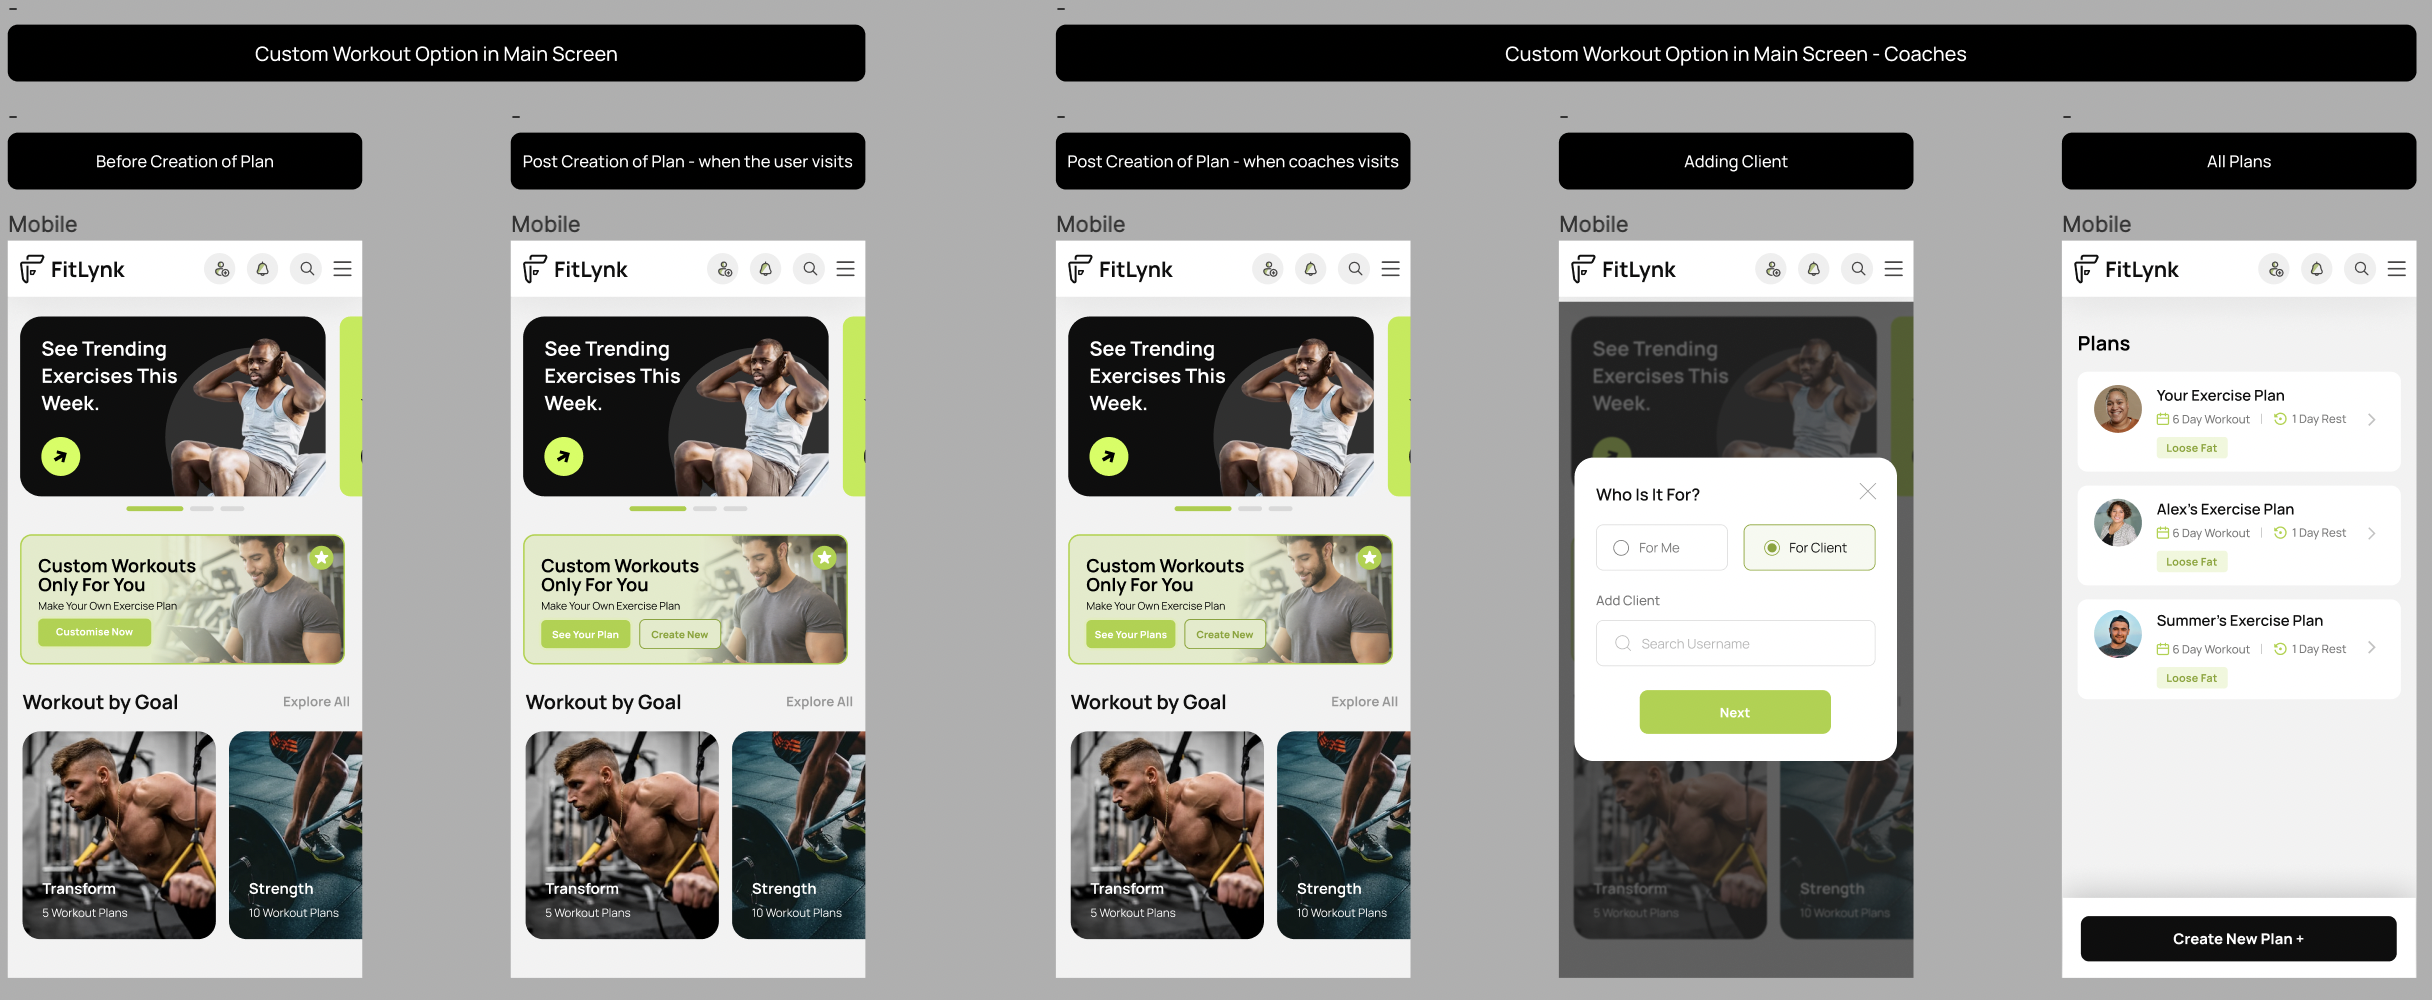 Custom Workout Option in Main Screen
Custom Workout Option in Main Screen - Coaches
Before Creation of Plan
Mobile
FitLynk
See Trending
Exercises This
Week.
Custom Workouts
Only For You
Make Your Own Exercise Plan
Customise Now
Workout by Goal
Explore All
Transform
5 Workout Plans
Strength
10 Workout Plans
Post Creation of Plan - when the user visits
Mobile
FitLynk
See Trending
Exercises This
Week.
Custom Workouts
Only For You
Make Your Own Exercise Plan
See Your Plan
Create New
Workout by Goal
Explore All
Transform
5 Workout Plans
Strength
10 Workout Plans
Post Creation of Plan - when coaches visits
Mobile
FitLynk
See Trending
Exercises This
Week.
Custom Workouts
Only For You
Make Your Own Exercise Plan
See Your Plans
Create New
Workout by Goal
Explore All
Transform
5 Workout Plans
Strength
10 Workout Plans
Adding Client
Mobile
FitLynk
See Trending
Exercises This
Week.
Who Is It For?
For Me
For Client
Add Client
Search Username
Next
Transform
5 Workout Plans
Strength
10 Workout Plans
All Plans
Mobile
FitLynk
Plans
Your Exercise Plan
6 Day Workout
1 Day Rest
Loose Fat
Alex's Exercise Plan
6 Day Workout
1 Day Rest
Loose Fat
Summer's Exercise Plan
6 Day Workout
1 Day Rest
Loose Fat
Create New Plan +